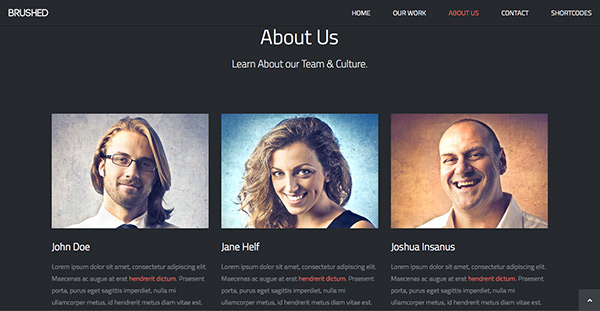 BRUSHED
HOME OUR WORK ABOUT US CONTACT SHORTCODES
About Us
Learn About our Team & Culture.
John Doe
Lorem ipsum dolor sit amet, consectetur adipiscing elit.
Maecenas ac augue at erat hendrerit dictum. Praesent
porta, purus eget sagittis imperdiet, nulla mi
ullamcorper metus, id hendrerit metus diam vitae est.
Jane Helf
Lorem ipsum dolor sit amet, consectetur adipiscing elit.
Maecenas ac augue at erat hendrerit dictum. Praesent
porta, purus eget sagittis imperdiet, nulla mi
ullamcorper metus, id hendrerit metus diam vitae est.
Joshua Insanus
Lorem ipsum dolor sit amet, consectetur adipiscing elit.
Maecenas ac augue at erat hendrerit dictum. Praesent
porta, purus eget sagittis imperdiet, nulla mi
ullamcorper metus, id hendrerit metus diam vitae est.